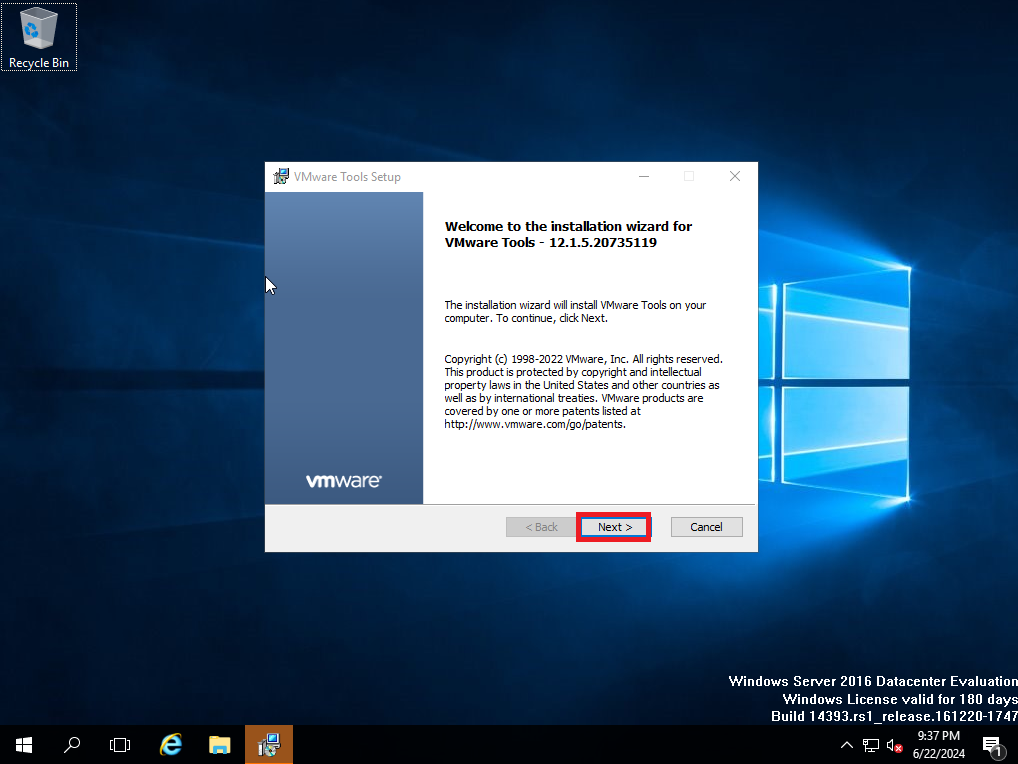 Recycle Bin
VMware Tools Setup
Welcome to the installation wizard for
VMware Tools - 12.1.5.20735119
The installation wizard will install VMware Tools on your
computer. To continue, click Next.
Copyright (c) 1998-2022 VMware, Inc. All rights reserved.
This product is protected by copyright and intellectual
property laws in the United States and other countries as
well as by international treaties. VMware products are
covered by one or more patents listed at
http://www.vmware.com/go/patents.
vmware®
< Back
Next >
Cancel
Windows Server 2016 Datacenter Evaluation
Windows License valid for 180 days
Build 14393.rs1_release.161220-1747
9:37 PM
6/22/2024
1